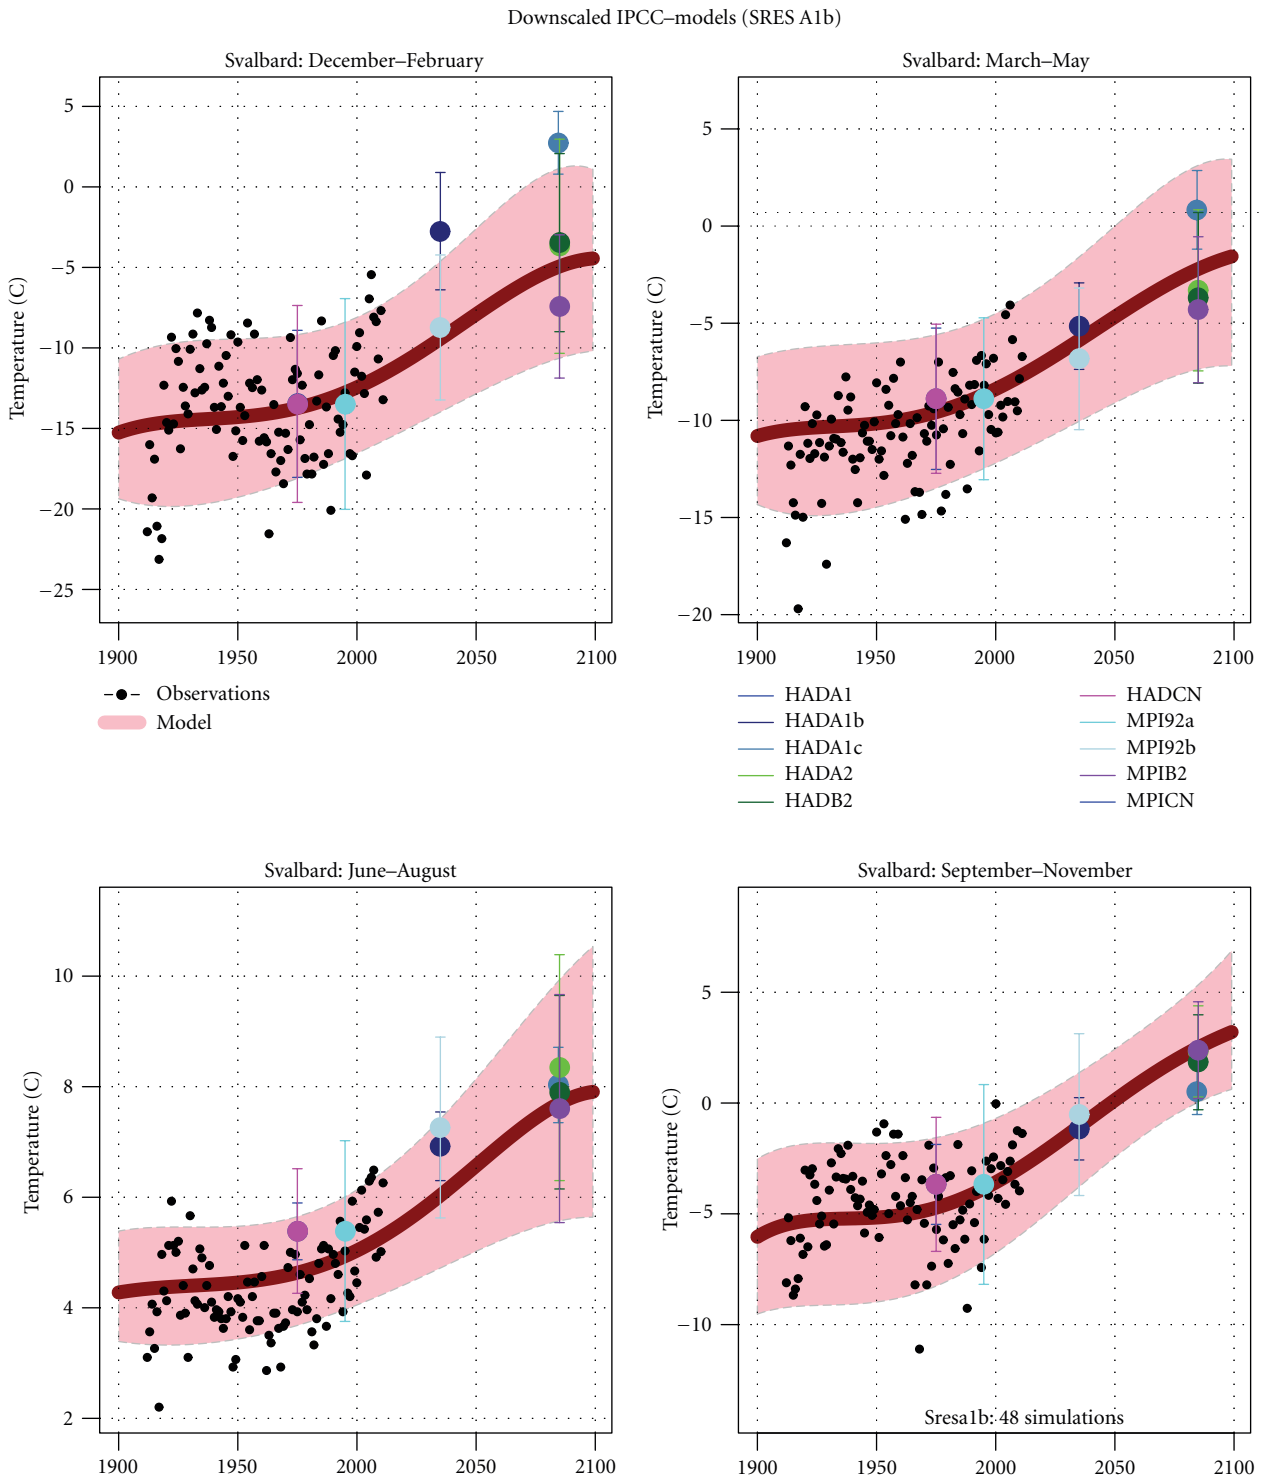 Downscaled IPCC–models (SRES A1b)
Svalbard: December–February
5
0
−5
−10
−15
−20
−25
Temperature (C)
1900 1950 2000 2050 2100
Svalbard: March–May
5
0
−5
−10
−15
−20
Temperature (C)
1900 1950 2000 2050 2100
Observations
Model
HADA1
HADA1b
HADA1c
HADA2
HADB2
HADCN
MPI92a
MPI92b
MPIB2
MPICN
Svalbard: June–August
10
8
6
4
2
Temperature (C)
1900 1950 2000 2050 2100
Svalbard: September–November
5
0
−5
−10
Temperature (C)
Sresa1b: 48 simulations
1900 1950 2000 2050 2100